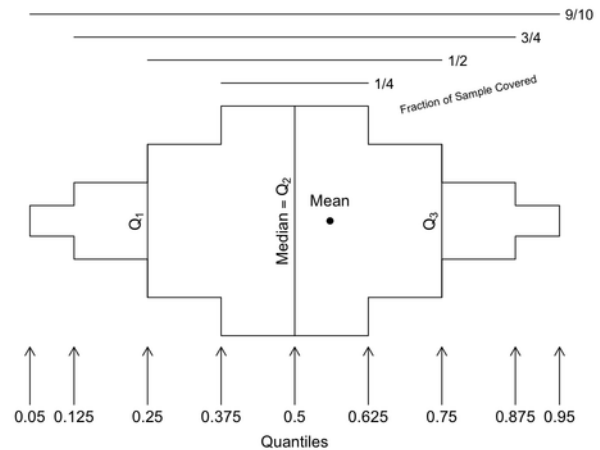 9/10
3/4
1/2
1/4
Fraction of Sample Covered
Q1
Median = Q2
Mean
Q3
0.05 0.125 0.25 0.375 0.5 0.625 0.75 0.875 0.95
Quantiles